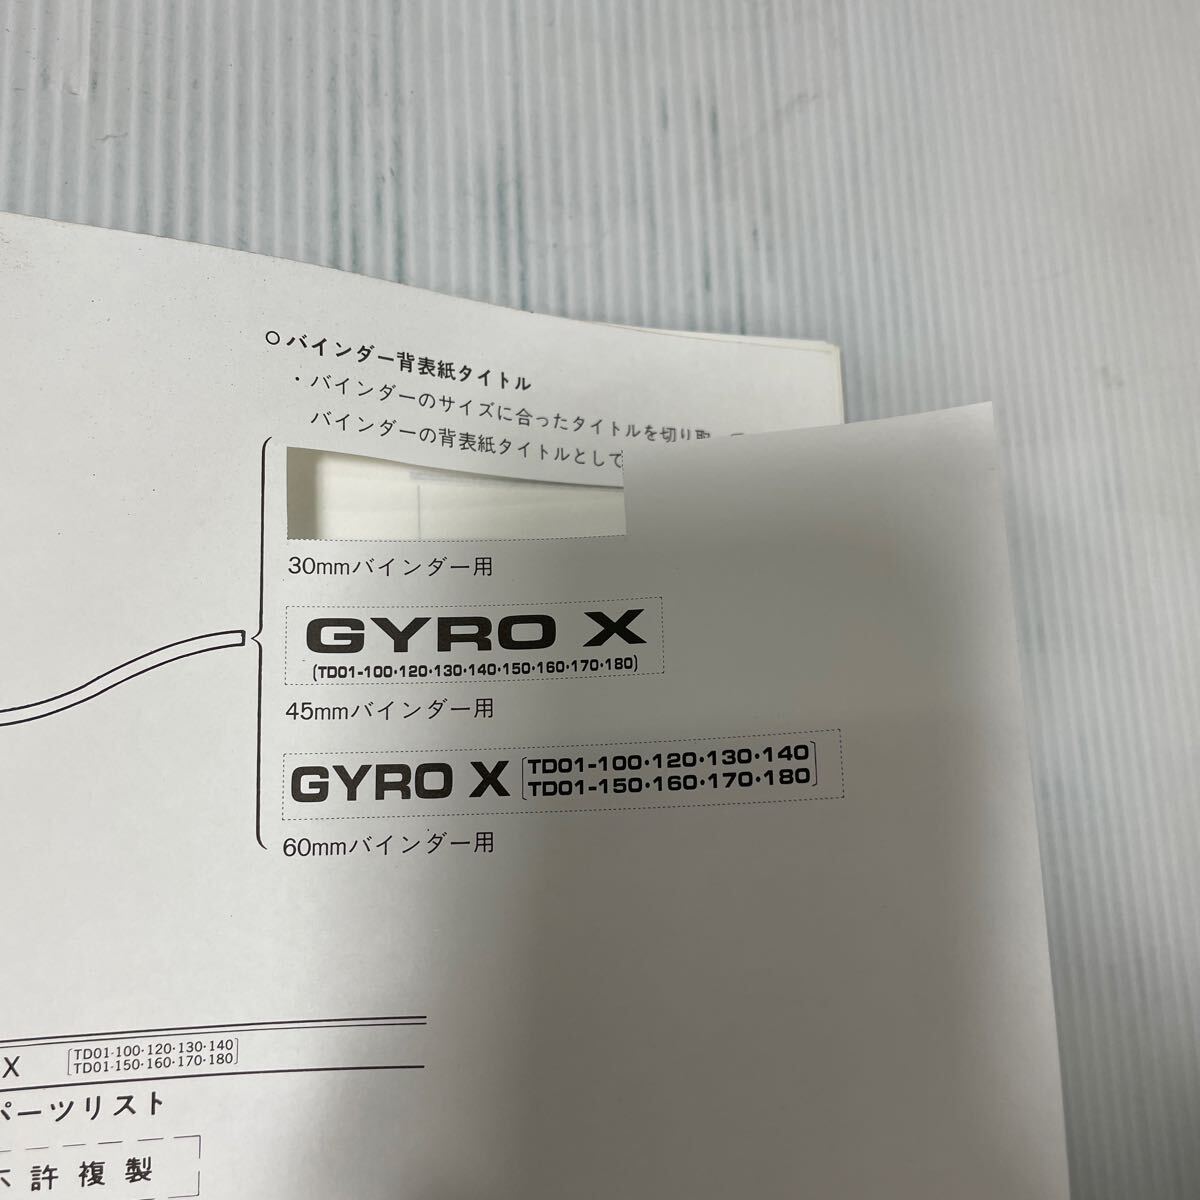 ○バインダー背表紙タイトル
・バインダーのサイズに合ったタイトルを切り取
バインダーの背表紙タイトルとして
30mmバインダー用
GYRO X
(TD01-100・120・130・140・150・160・170・180)
45mmバインダー用
GYRO X [TD01-100・120・130・140
TD01-150・160・170・180]
60mmバインダー用
X [TD01-100・120・130・140
TD01-150・160・170・180]
パーツリスト
許複製